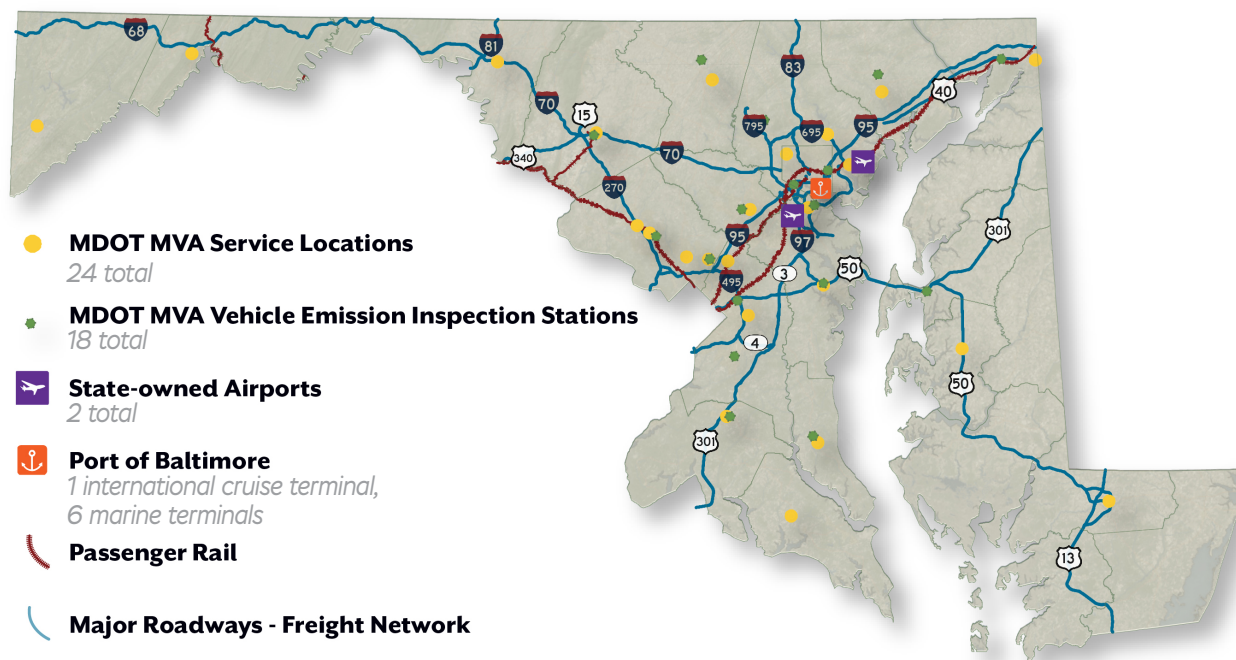 68
81
83
40
70
15
795
695
95
340
70
270
301
95
97
3
50
495
4
50
301
13
MDOT MVA Service Locations
24 total
MDOT MVA Vehicle Emission Inspection Stations
18 total
State-owned Airports
2 total
Port of Baltimore
1 international cruise terminal,
6 marine terminals
Passenger Rail
Major Roadways - Freight Network